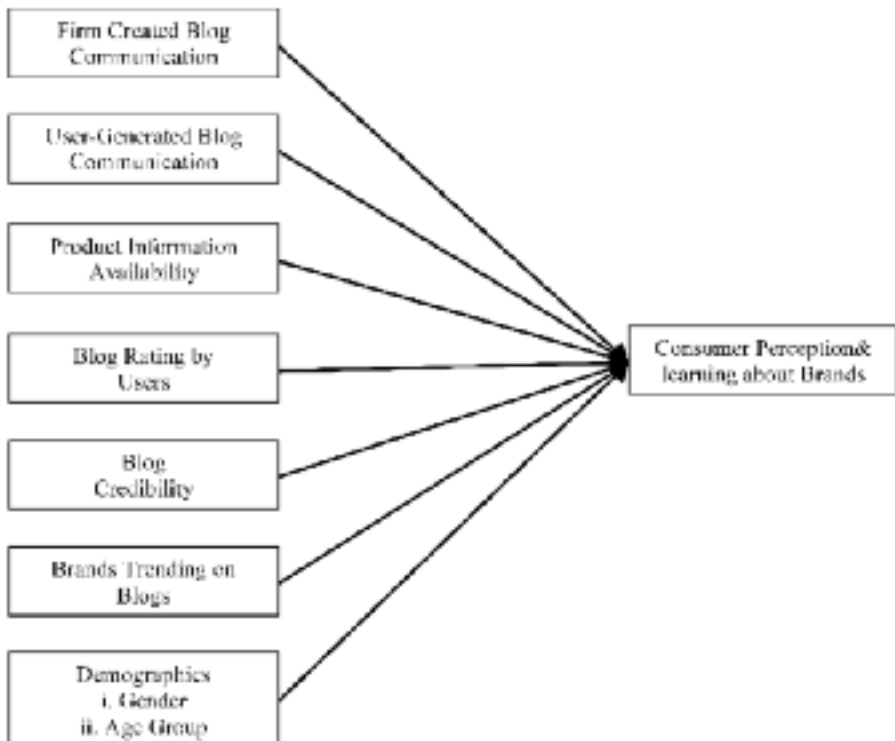 Firm Created Blog
Communication
User-Generated Blog
Communication
Product Information
Availability
Blog Rating by
Users
Blog
Credibility
Brands Trending on
Blogs
Demographics
i. Gender
ii. Age Group
Consumer Perception&
learning about Brands